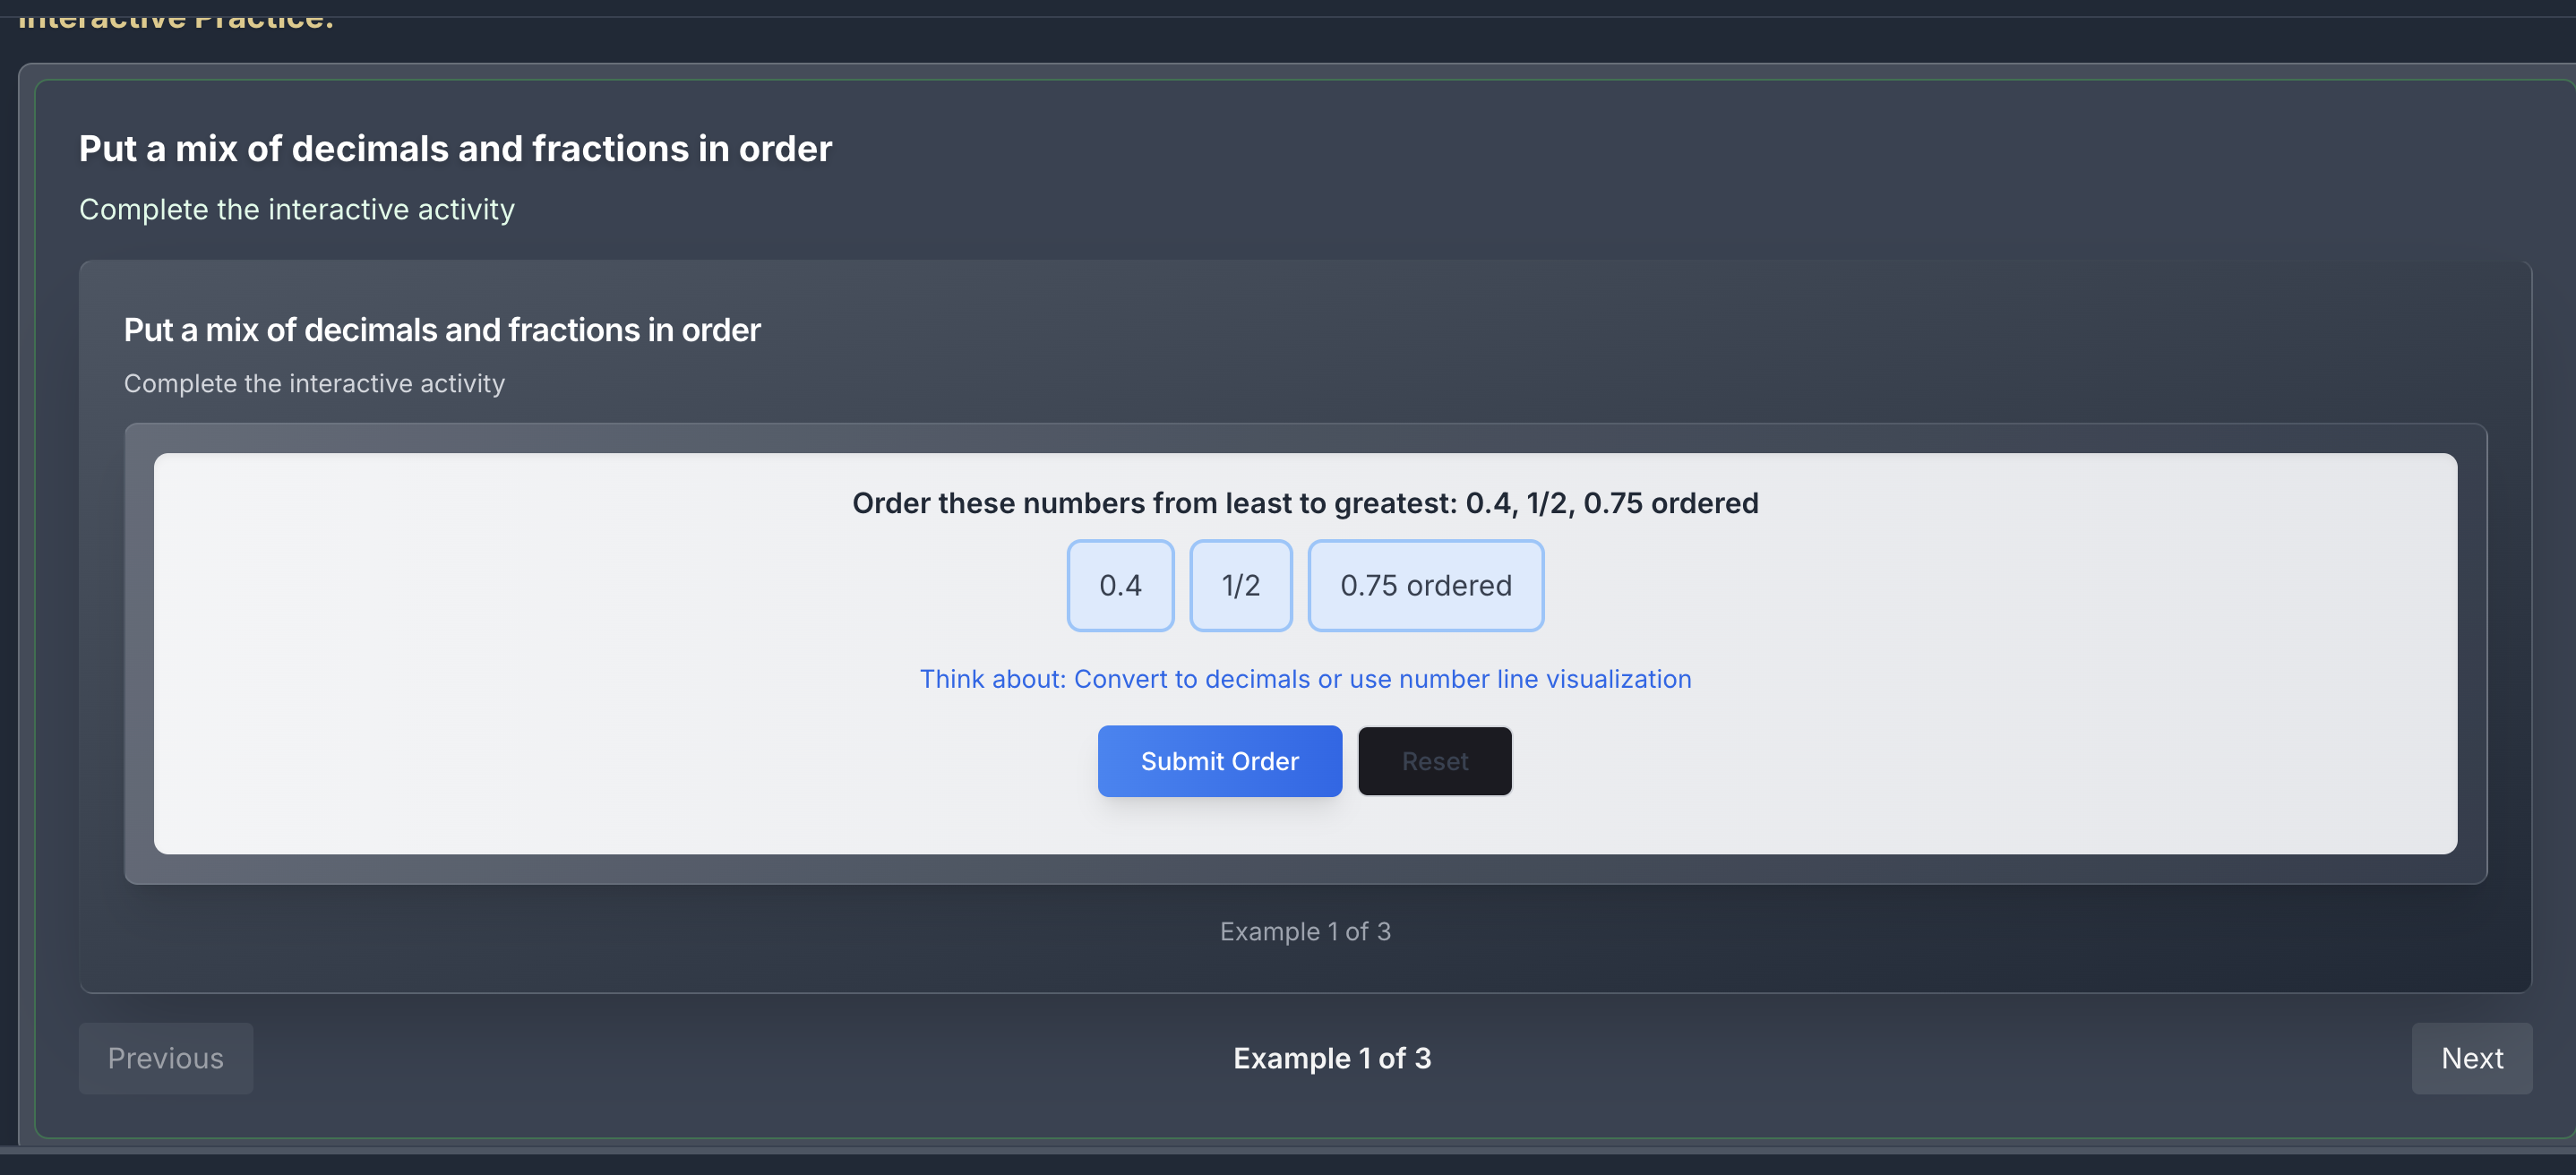 Interactive Practice:
Put a mix of decimals and fractions in order
Complete the interactive activity
Put a mix of decimals and fractions in order
Complete the interactive activity
Order these numbers from least to greatest: 0.4, 1/2, 0.75 ordered
0.4 1/2 0.75 ordered
Think about: Convert to decimals or use number line visualization
Submit Order Reset
Example 1 of 3
Previous Example 1 of 3 Next